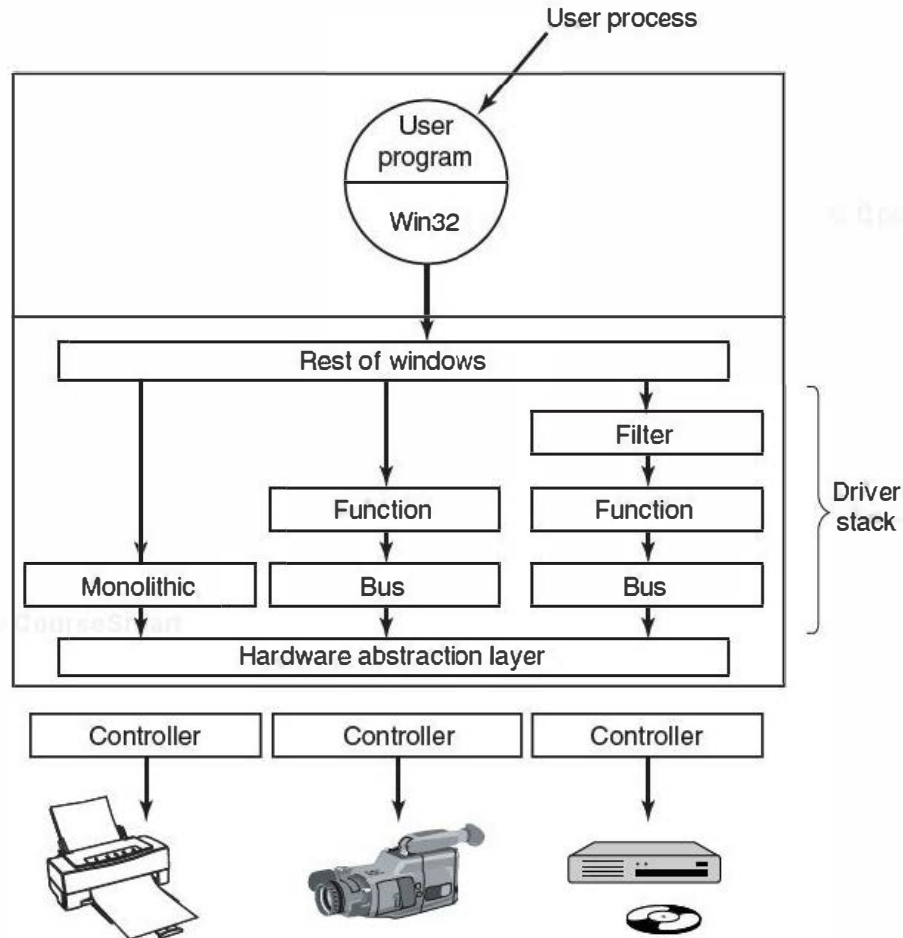 User process
User
program
Win32
Rest of windows
Filter
Function
Function
Driver
stack
Monolithic
Bus
Bus
CourseSmart
Hardware abstraction layer
Controller
Controller
Controller